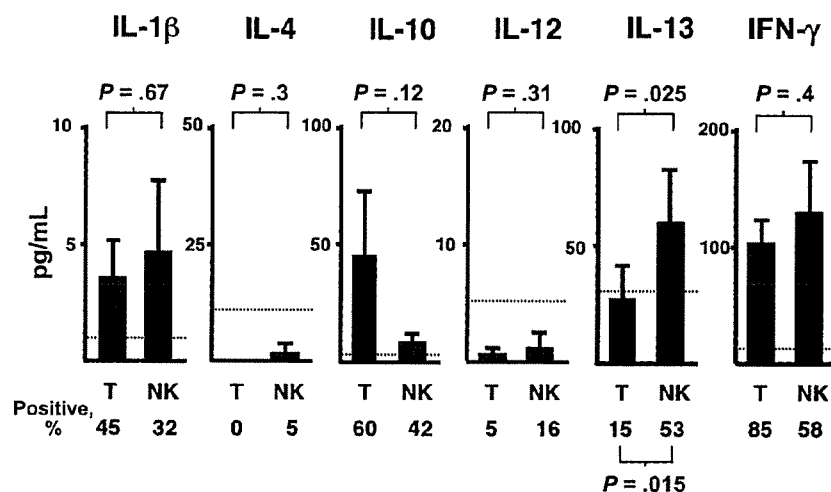 IL-1β IL-4 IL-10 IL-12 IL-13 IFN-γ
P = .67 P = .3 P = .12 P = .31 P = .025 P = .4
10 50 100 20 100 200
pg/mL
5 25 50 10 50 100
T NK T NK T NK T NK T NK T NK
Positive,
% 45 32 0 5 60 42 5 16 15 53 85 58
P = .015